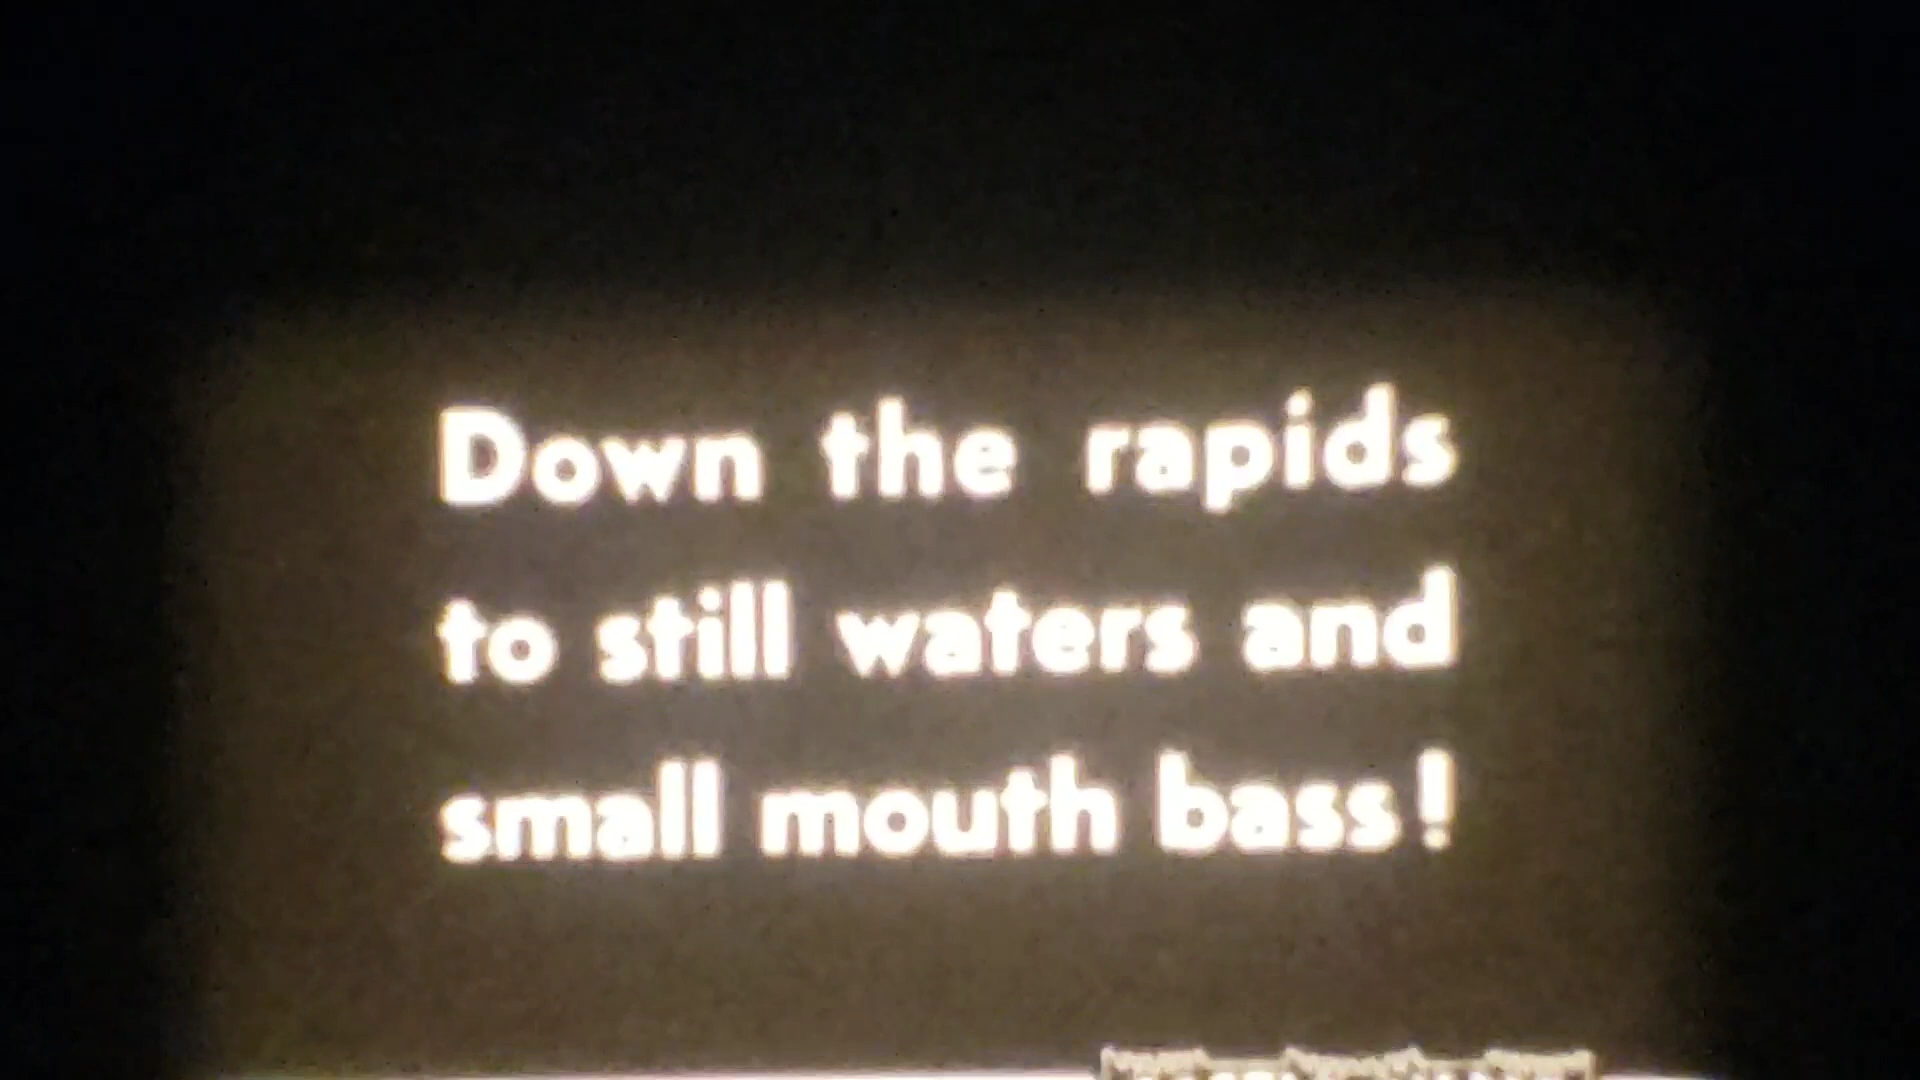 Down the rapids
to still waters and
small mouth bass!